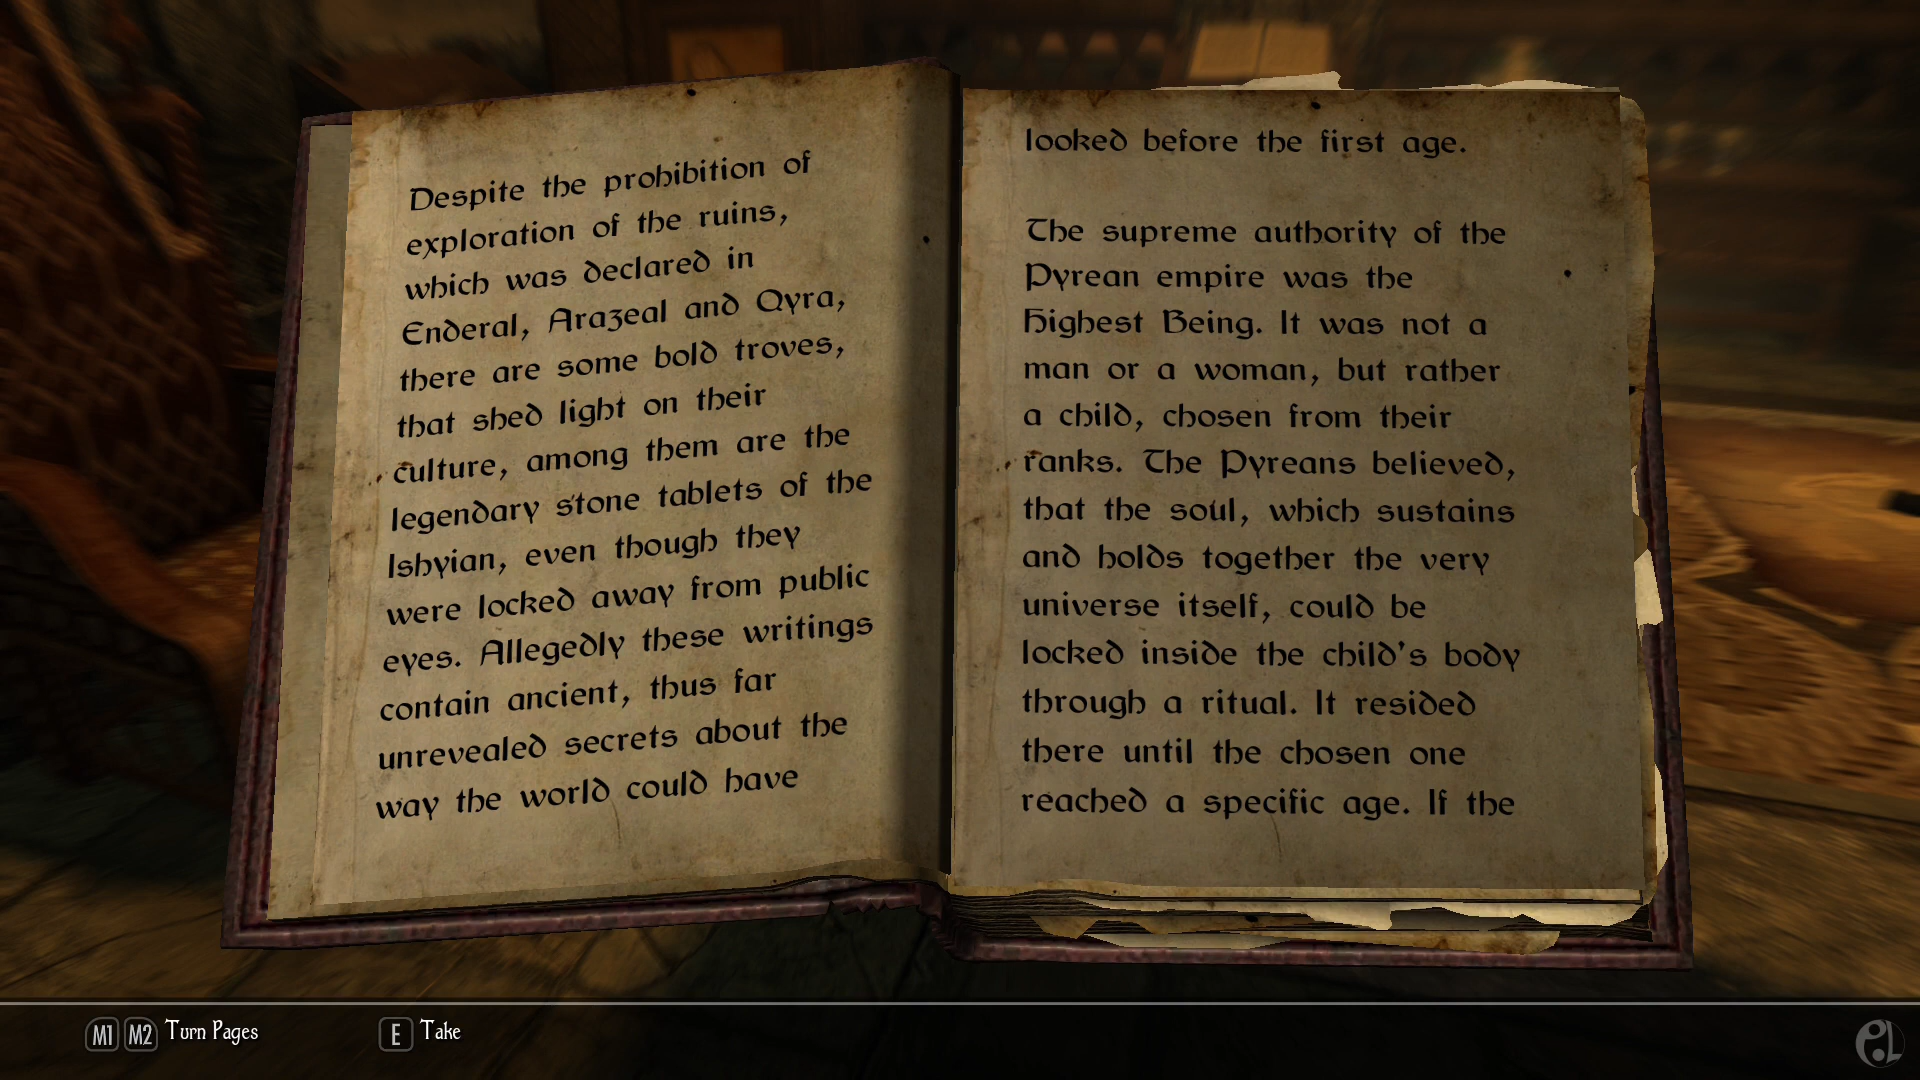 Despite the prohibition of
exploration of the ruins,
which was declared in
Enderal, Arazeal and Qyra,
there are some bold troves,
that shed light on their
culture, among them are the
legendary stone tablets of the
Ishyian, even though they
were locked away from public
eyes. Allegedly these writings
contain ancient, thus far
unrevealed secrets about the
way the world could have
looked before the first age.
The supreme authority of the
Pyrean empire was the
Highest Being. It was not a
man or a woman, but rather
a child, chosen from their
ranks. The Pyreans believed,
that the soul, which sustains
and holds together the very
universe itself, could be
locked inside the child's body
through a ritual. It resided
there until the chosen one
reached a specific age. If the
M1 M2 Turn Pages
E Take